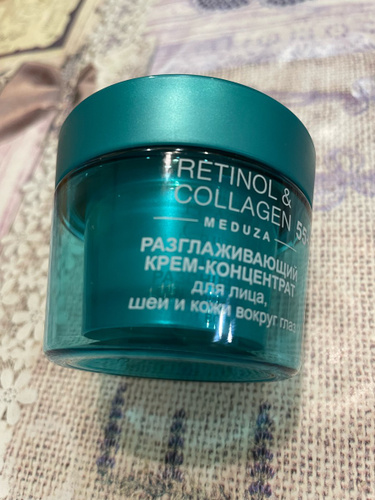 RETINOL &
COLLAGEN 55
MEDUZA
РАЗГЛАЖИВАЮЩИЙ
КРЕМ-КОНЦЕНТРАТ
для лица,
шеи и кожи вокруг глаз